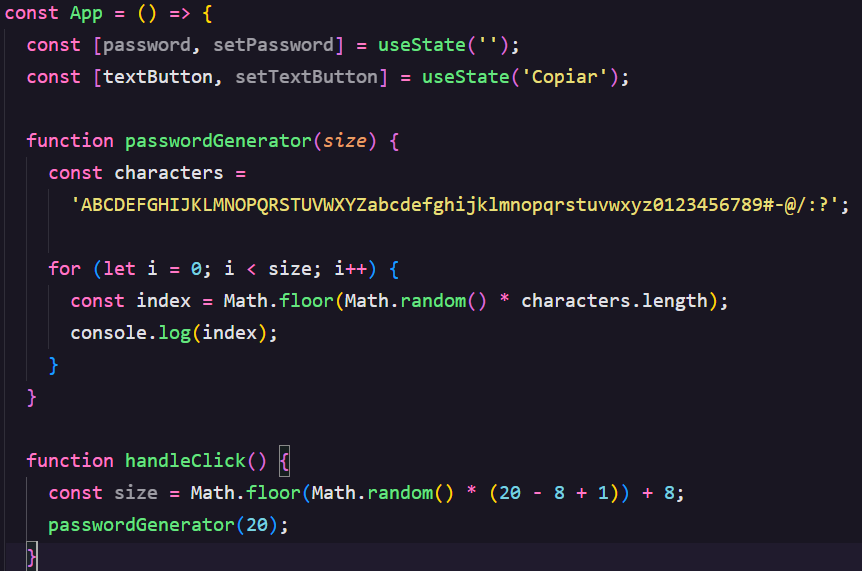 const App = () => {
const [password, setPassword] = useState('');
const [textButton, setTextButton] = useState('Copiar');
function passwordGenerator(size) {
const characters =
'ABCDEFGHIJKLMNOPQRSTUVWXYZabcdefghijklmnopqrstuvwxyz0123456789#-@/:?';
for (let i = 0; i < size; i++) {
const index = Math.floor(Math.random() * characters.length);
console.log(index);
}
}
function handleClick() {
const size = Math.floor(Math.random() * (20 - 8 + 1)) + 8;
passwordGenerator(20);
}